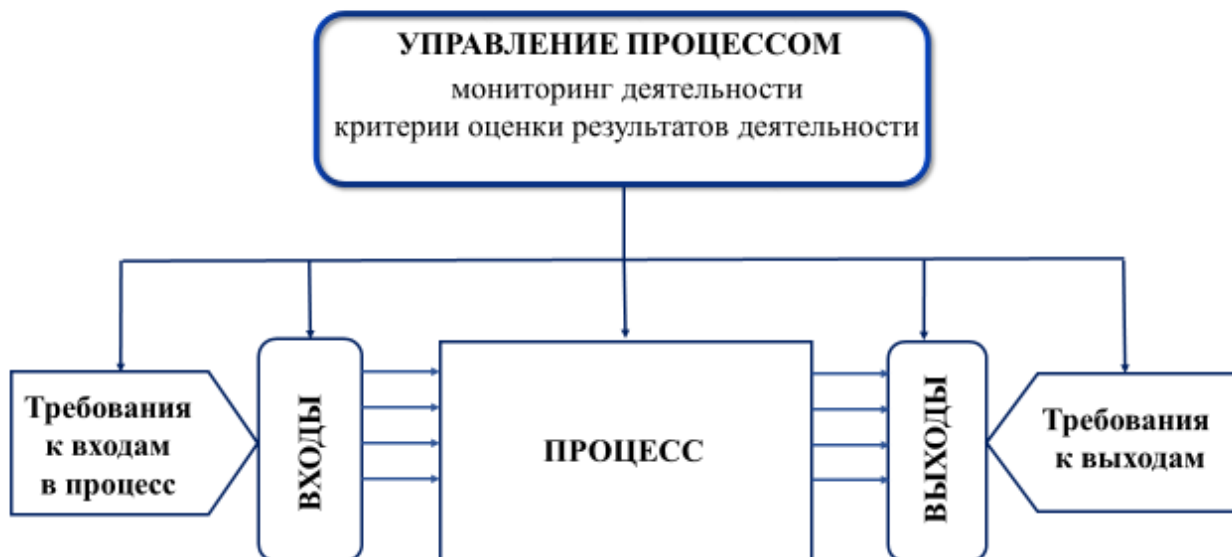 УПРАВЛЕНИЕ ПРОЦЕССОМ
мониторинг деятельности
критерии оценки результатов деятельности
Требования
к входам
в процесс
ВХОДЫ
ПРОЦЕСС
ВЫХОДЫ
Требования
к выходам